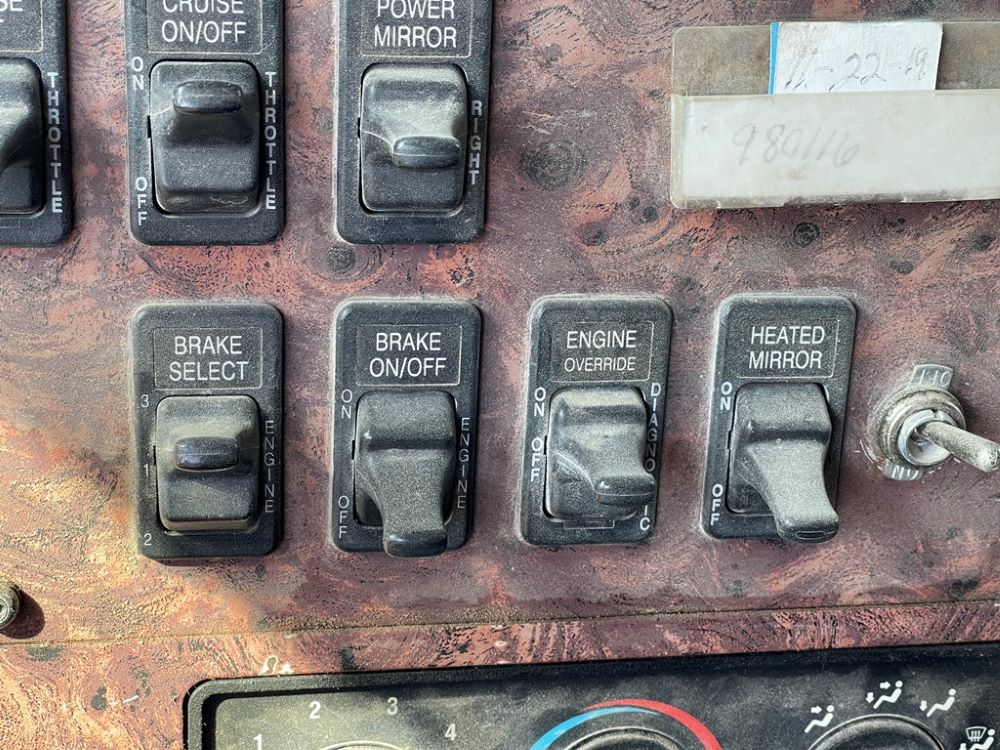 CRUISE
ON/OFF
ON
OFF
THROTTLE
THROTTLE
POWER
MIRROR
RIGHT
11-22-19
980116
BRAKE
SELECT
3
1
2
ENGINE
BRAKE
ON/OFF
ON
OFF
ENGINE
ENGINE
OVERRIDE
ON
OFF
HEATED
MIRROR
ON
OFF
1
2
3
4